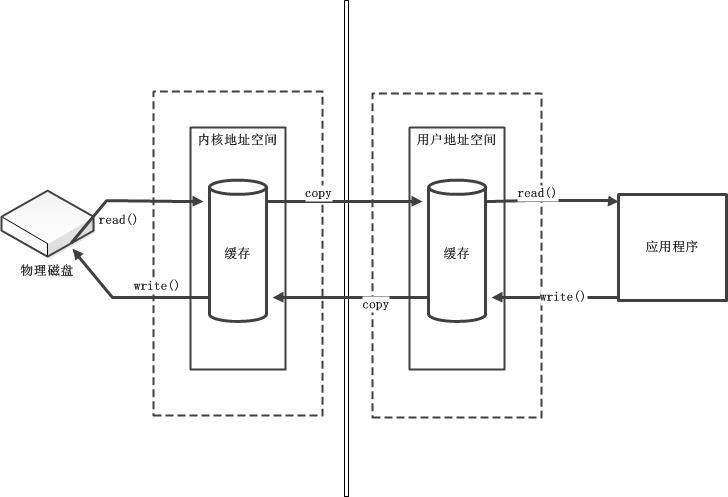 内核地址空间
用户地址空间
copy
read()
read()
缓存
缓存
应用程序
物理磁盘
write()
write()
copy